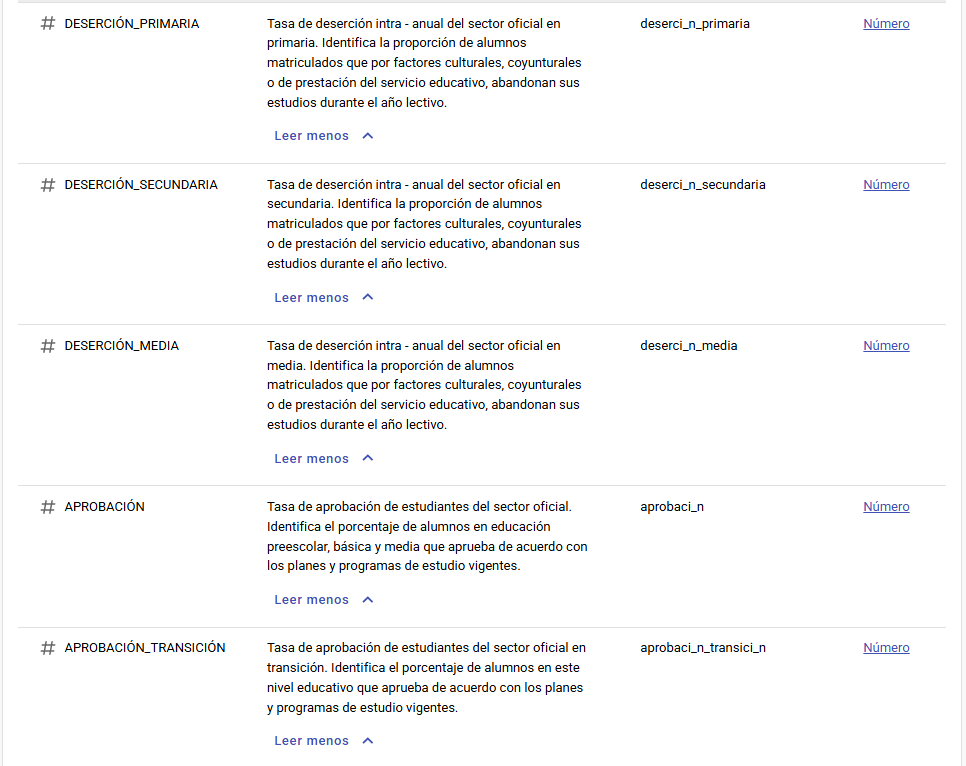 DESERCIÓN_PRIMARIA
Tasa de deserción intra - anual del sector oficial en
primaria. Identifica la proporción de alumnos
matriculados que por factores culturales, coyunturales
o de prestación del servicio educativo, abandonan sus
estudios durante el año lectivo.
Leer menos
deserci_n_primaria
Número
DESERCIÓN_SECUNDARIA
Tasa de deserción intra - anual del sector oficial en
secundaria. Identifica la proporción de alumnos
matriculados que por factores culturales, coyunturales
o de prestación del servicio educativo, abandonan sus
estudios durante el año lectivo.
Leer menos
deserci_n_secundaria
Número
DESERCIÓN_MEDIA
Tasa de deserción intra - anual del sector oficial en
media. Identifica la proporción de alumnos
matriculados que por factores culturales, coyunturales
o de prestación del servicio educativo, abandonan sus
estudios durante el año lectivo.
Leer menos
deserci_n_media
Número
APROBACIÓN
Tasa de aprobación de estudiantes del sector oficial.
Identifica el porcentaje de alumnos en educación
preescolar, básica y media que aprueba de acuerdo con
los planes y programas de estudio vigentes.
Leer menos
aprobaci_n
Número
APROBACIÓN_TRANSICIÓN
Tasa de aprobación de estudiantes del sector oficial en
transición. Identifica el porcentaje de alumnos en este
nivel educativo que aprueba de acuerdo con los planes
y programas de estudio vigentes.
Leer menos
aprobaci_n_transici_n
Número